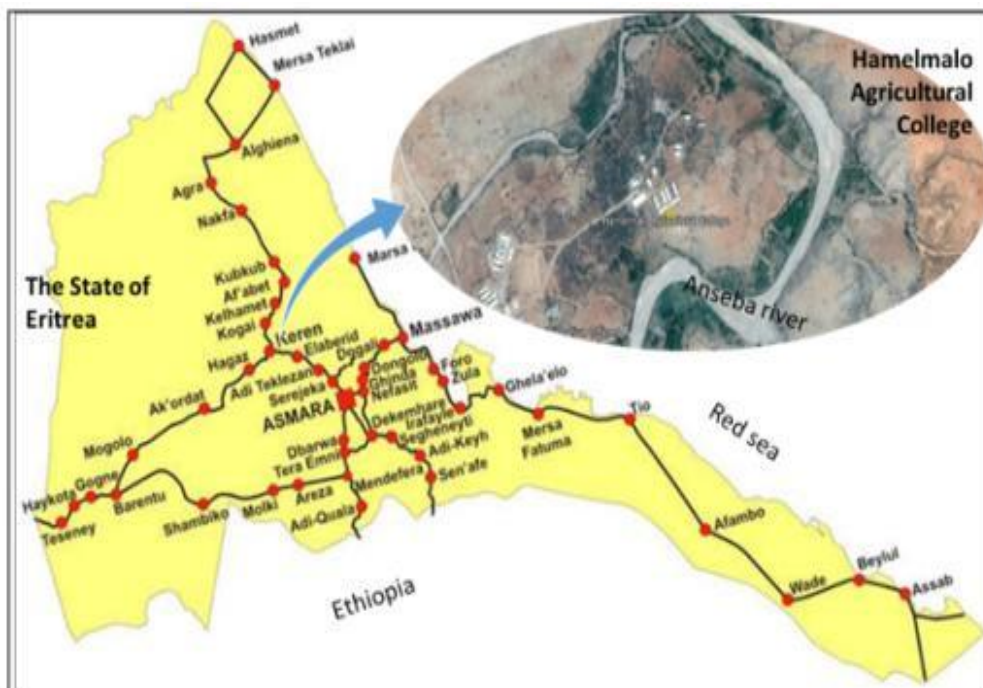 Hasmet
Mersa Teklai
Hamelmalo
Agricultural
College
Alghiena
Agra
Nakfa
Kubkub
Marsa
The State of
Eritrea
Af'abet
Kelhamet
Kogai
Anseba river
Keren
Massawa
Elaberid
Dogali
Hagaz
Adi Teklezan
Dongolo
Foro
Serejeka
Ghinda
Zula
Ghela'elo
Nefasit
Ak'ordat
ASMARA
Red sea
Tio
Dekemhare
Irafayle
Mersa
Fatuma
Dbarwa
Segheneyti
Mogolo
Tera Emni
Adi-Keyh
Gogne
Mendefera
Sen'afe
Haykota
Barentu
Areza
Teseney
Shambiko
Molki
Adi-Quala
Afambo
Beylul
Ethiopia
Wade
Assab